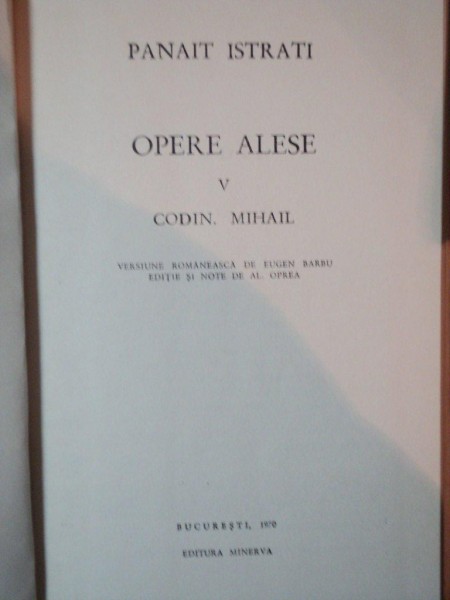 PANAIT ISTRATI
OPERE ALESE
V
CODIN. MIHAIL
VERSIUNE ROMÂNEASCĂ DE EUGEN BARBU
EDIȚIE ȘI NOTE DE AL. OPREA
BUCUREȘTI, 1970
EDITURA MINERVA